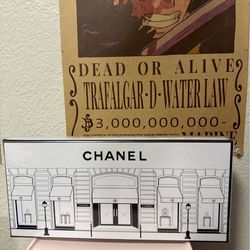 DEAD OR ALIVE
TRAFALGAR·D·WATER LAW
3,000,000,000-
MARINE
CHANEL